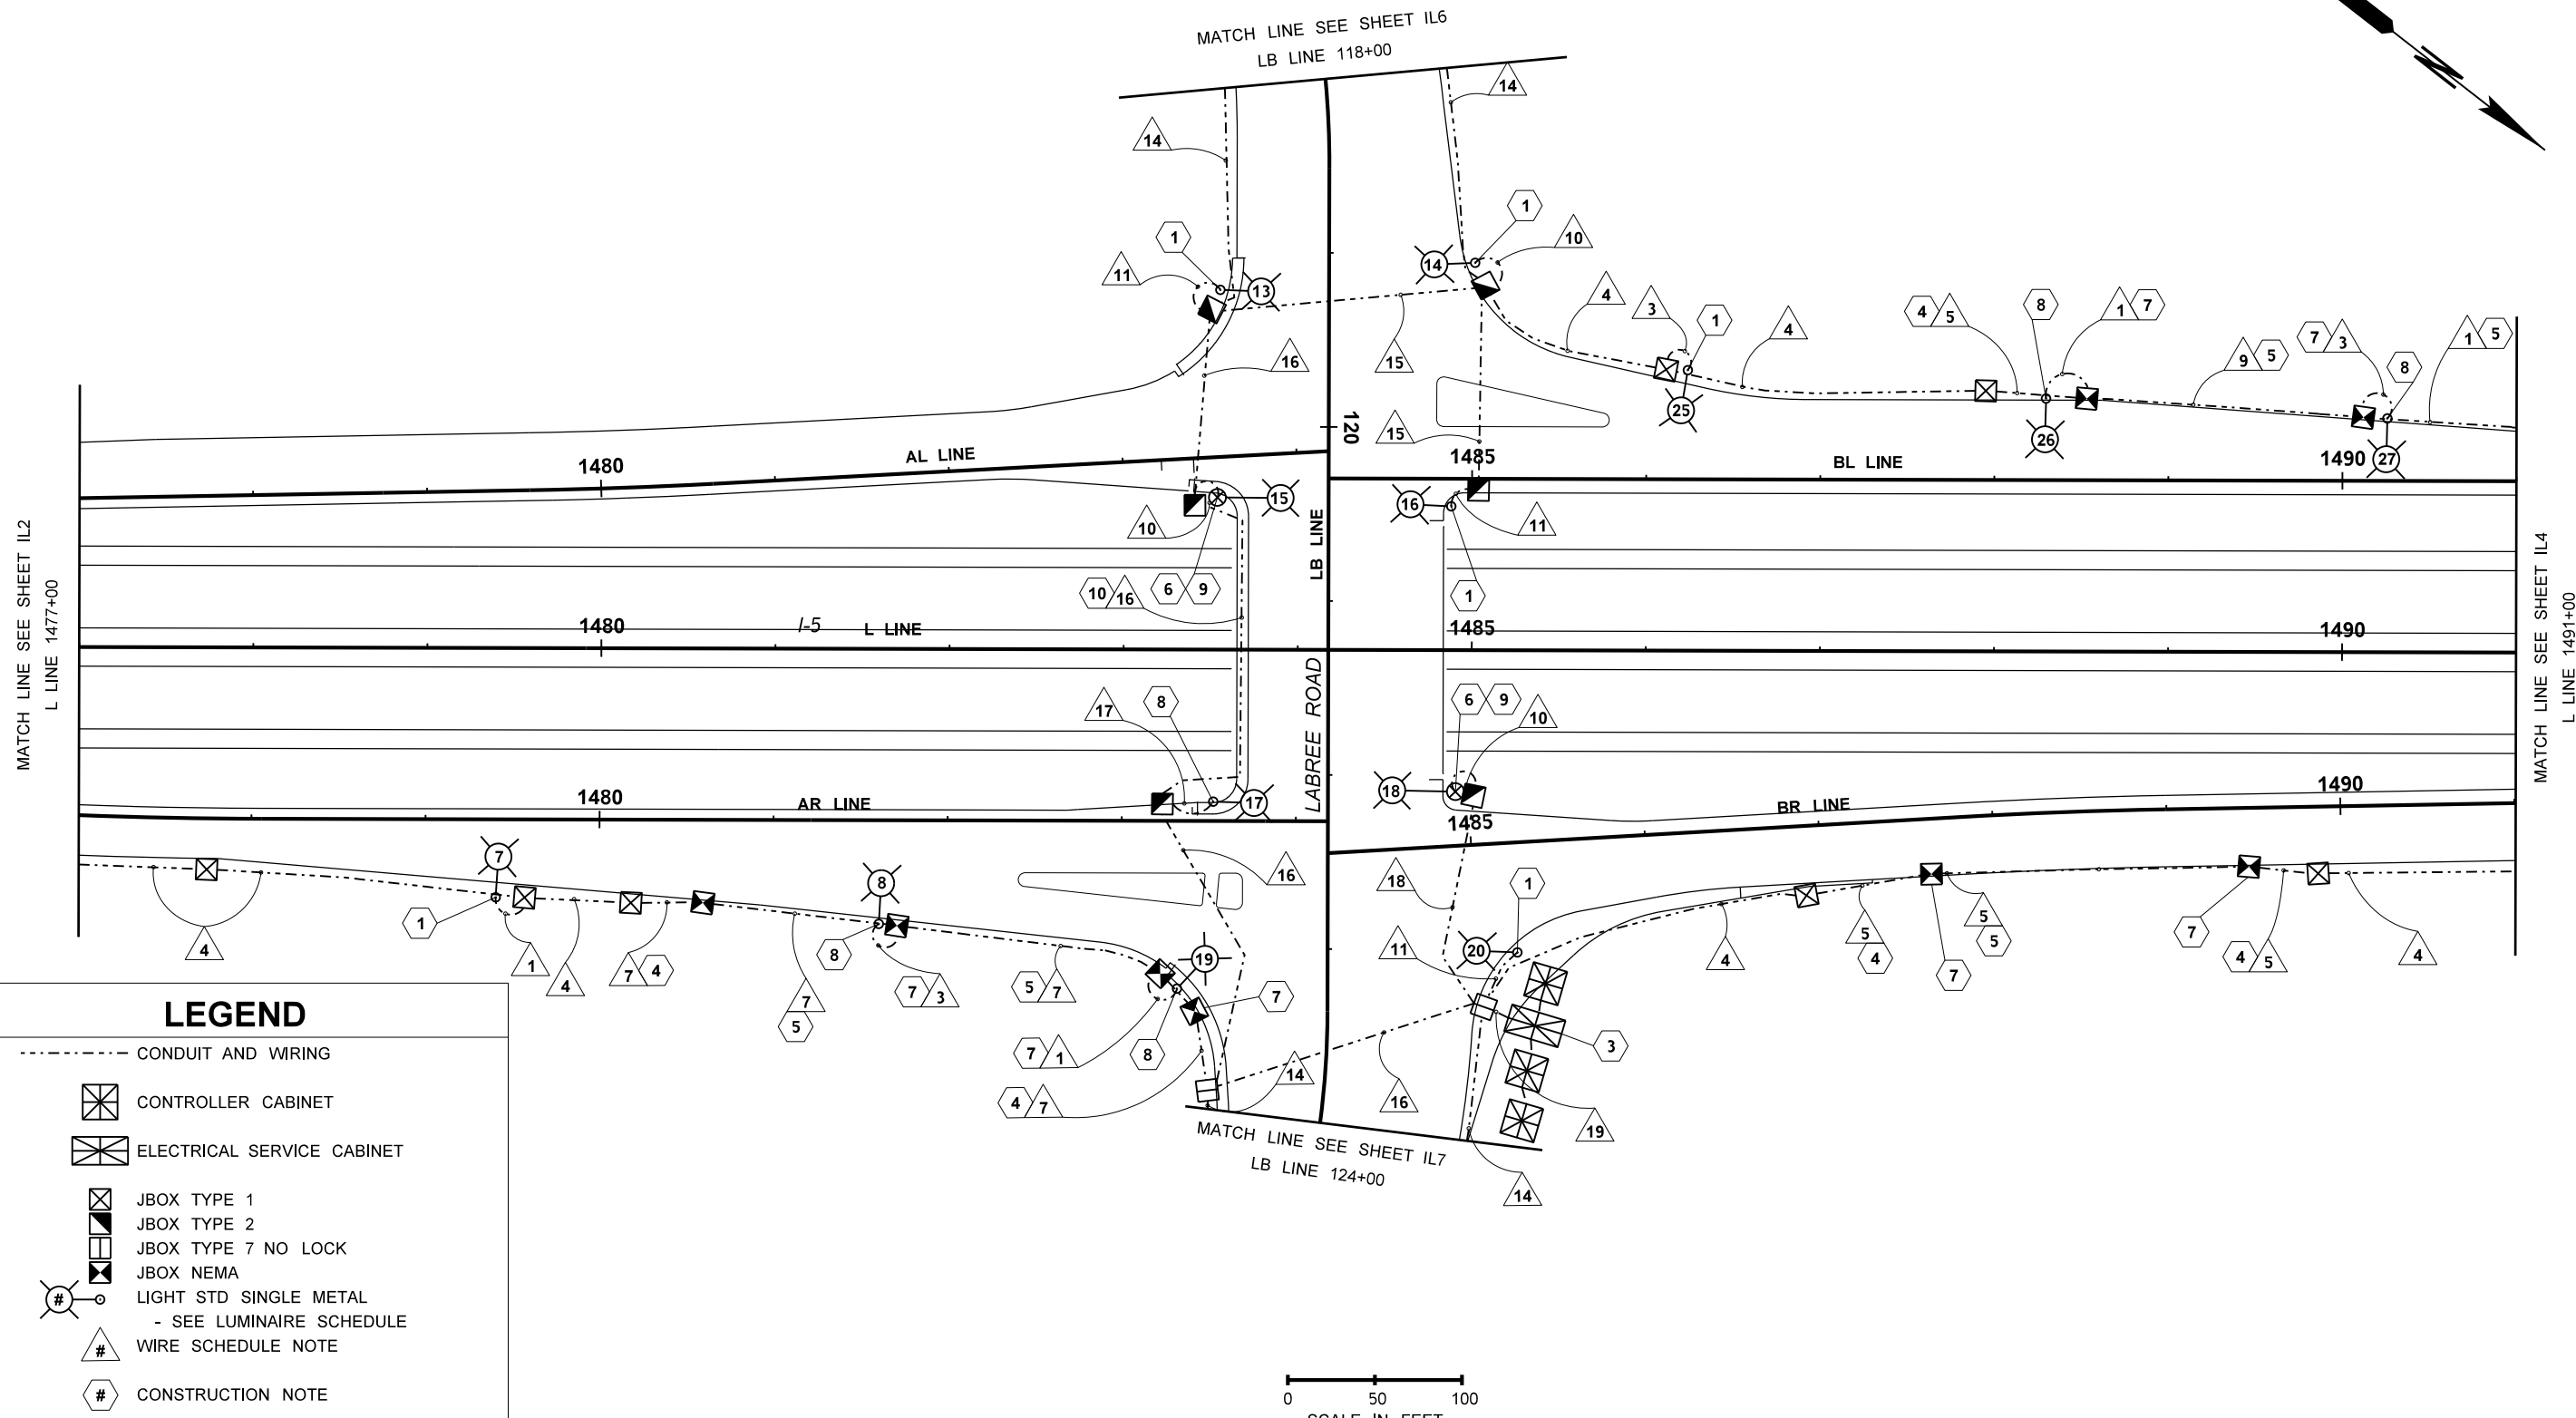 MATCH LINE SEE SHEET IL6
LB LINE 118+00
N
14
14
1
1
10
11
14
13
4
3
1
4
4 5
8
1 7
9 5
7 3
8
1 5
16
15
25
26
27
120
15
1480
AL LINE
1485
BL LINE
1490
15
16
10
11
LB LINE
10 16
6 9
1
MATCH LINE SEE SHEET IL2
L LINE 1477+00
1480
I-5
L LINE
1485
1490
MATCH LINE SEE SHEET IL4
L LINE 1491+00
LABREE ROAD
17
8
6 9
10
1480
AR LINE
17
18
1485
BR LINE
1490
7
8
16
18
1
4
1
1
4
7 4
7
5
8
7 3
5 7
19
7
11
20
4
5
4
7
5
5
7
4 5
4
7 1
8
4 7
14
16
3
19
14
MATCH LINE SEE SHEET IL7
LB LINE 124+00
LEGEND
CONDUIT AND WIRING
CONTROLLER CABINET
ELECTRICAL SERVICE CABINET
JBOX TYPE 1
JBOX TYPE 2
JBOX TYPE 7 NO LOCK
JBOX NEMA
# LIGHT STD SINGLE METAL
- SEE LUMINAIRE SCHEDULE
# WIRE SCHEDULE NOTE
# CONSTRUCTION NOTE
0 50 100
SCALE IN FEET